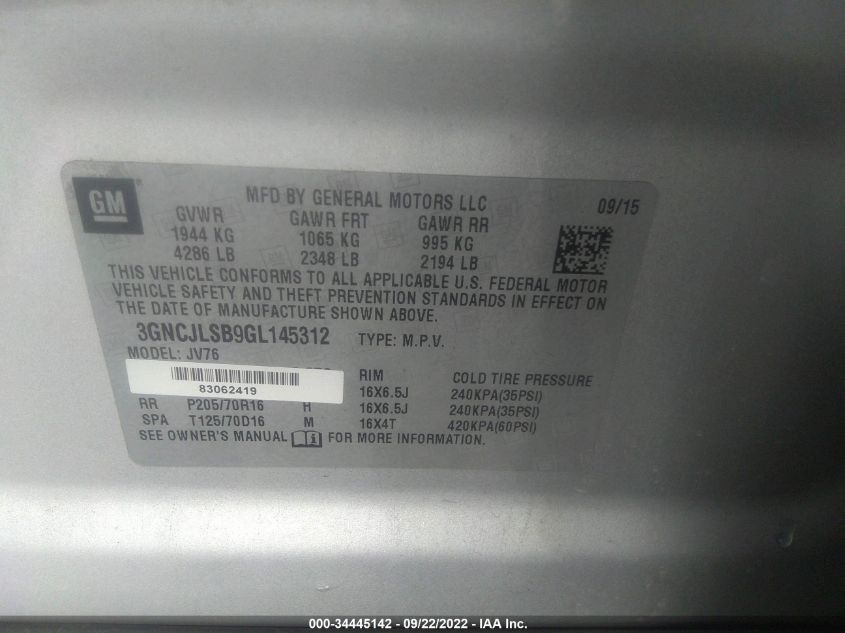 GM
MFD BY GENERAL MOTORS LLC
09/15
GVWR GAWR FRT GAWR RR
1944 KG 1065 KG 995 KG
4286 LB 2348 LB 2194 LB
THIS VEHICLE CONFORMS TO ALL APPLICABLE U.S. FEDERAL MOTOR
VEHICLE SAFETY AND THEFT PREVENTION STANDARDS IN EFFECT ON
THE DATE OF MANUFACTURE SHOWN ABOVE.
3GNCJLSB9GL145312 TYPE: M.P.V.
MODEL: JV76
RIM COLD TIRE PRESSURE
83062419 16X6.5J 240KPA(35PSI)
RR P205/70R16 H 16X6.5J 240KPA(35PSI)
SPA T125/70D16 M 16X4T 420KPA(60PSI)
SEE OWNER'S MANUAL FOR MORE INFORMATION.
000-34445142 - 09/22/2022 - IAA Inc.